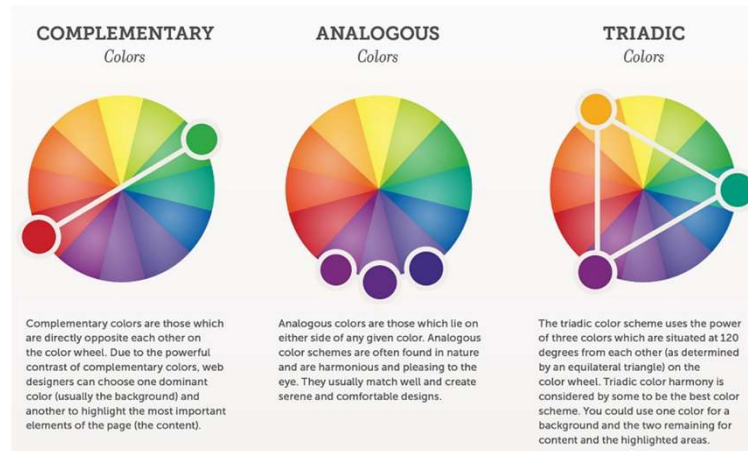 COMPLEMENTARY
Colors
Complementary colors are those which
are directly opposite each other on
the color wheel. Due to the powerful
contrast of complementary colors, web
designers can choose one dominant
color (usually the background) and
another to highlight the most important
elements of the page (the content).
ANALOGOUS
Colors
Analogous colors are those which lie on
either side of any given color. Analogous
color schemes are often found in nature
and are harmonious and pleasing to the
eye. They usually match well and create
serene and comfortable designs.
TRIADIC
Colors
The triadic color scheme uses the power
of three colors which are situated at 120
degrees from each other (as determined
by an equilateral triangle) on the
color wheel. Triadic color harmony is
considered by some to be the best color
scheme. You could use one color for a
background and the two remaining for
content and the highlighted areas.